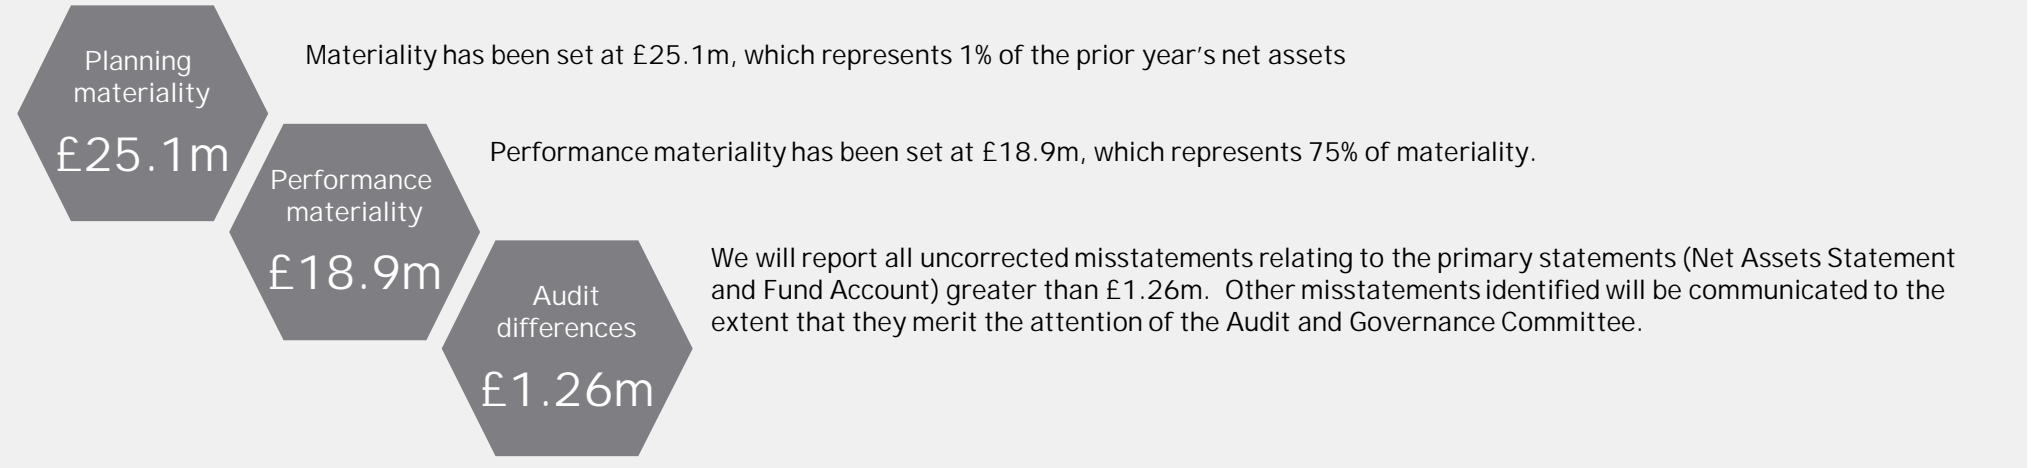 Planning
materiality
£25.1m
Materiality has been set at £25.1m, which represents 1% of the prior year’s net assets
Performance
materiality
£18.9m
Performance materiality has been set at £18.9m, which represents 75% of materiality.
Audit
differences
£1.26m
We will report all uncorrected misstatements relating to the primary statements (Net Assets Statement
and Fund Account) greater than £1.26m.  Other misstatements identified will be communicated to the
extent that they merit the attention of the Audit and Governance Committee.